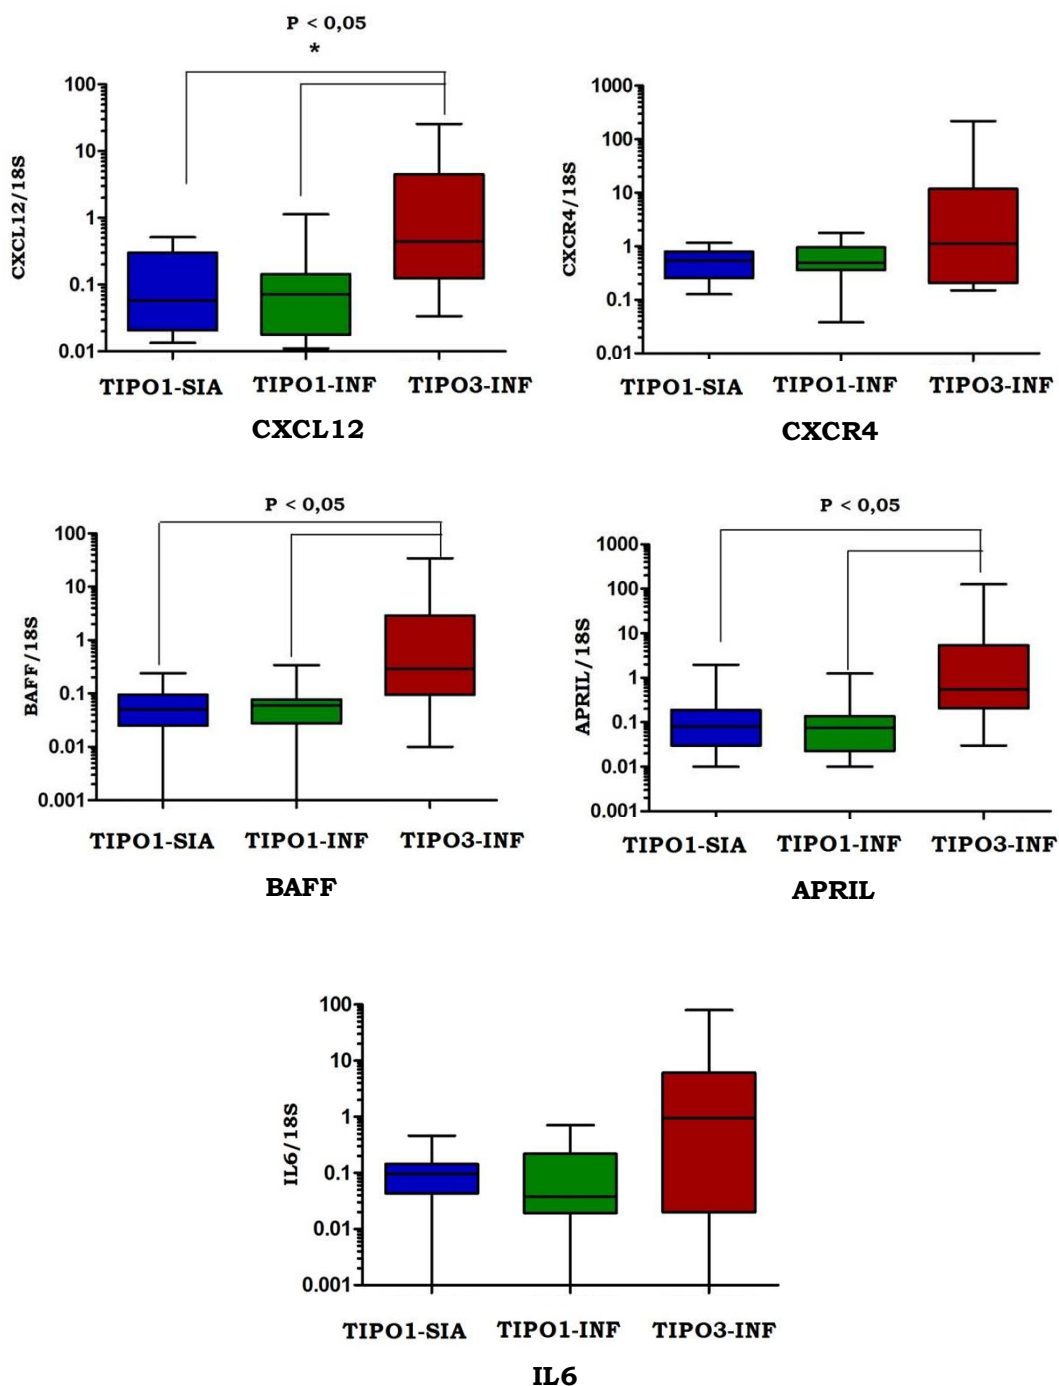 P < 0,05
*
CXCL12/18S
100
10
1
0.1
0.01
TIPO1-SIA TIPO1-INF TIPO3-INF
CXCL12
CXCR4/18S
1000
100
10
1
0.1
0.01
TIPO1-SIA TIPO1-INF TIPO3-INF
CXCR4
P < 0,05
BAFF/18S
100
10
1
0.1
0.01
0.001
TIPO1-SIA TIPO1-INF TIPO3-INF
BAFF
P < 0,05
APRIL/18S
1000
100
10
1
0.1
0.01
0.001
TIPO1-SIA TIPO1-INF TIPO3-INF
APRIL
IL6/18S
100
10
1
0.1
0.01
0.001
TIPO1-SIA TIPO1-INF TIPO3-INF
IL6